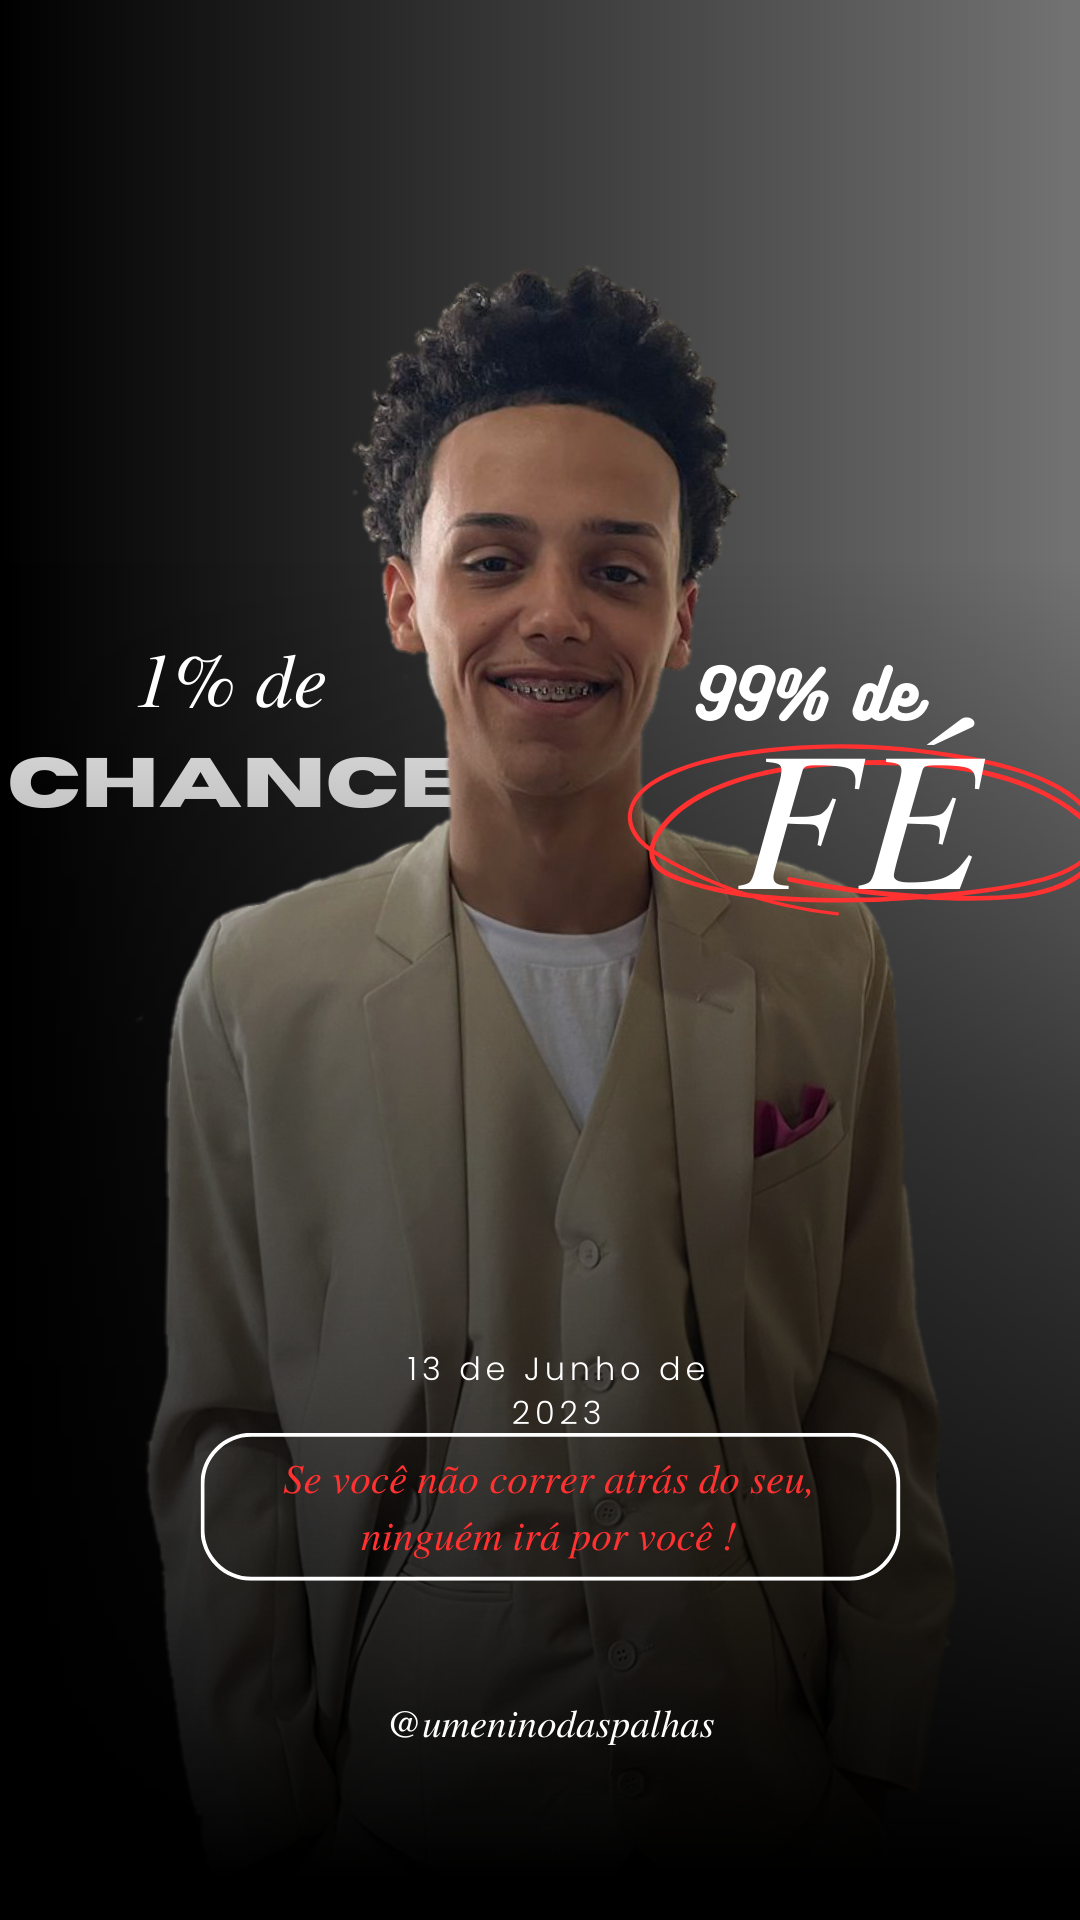 1% de
CHANCE
99% de
FÉ
13 de Junho de
2023
Se você não correr atrás do seu,
ninguém irá por você !
@umeninodaspalhas